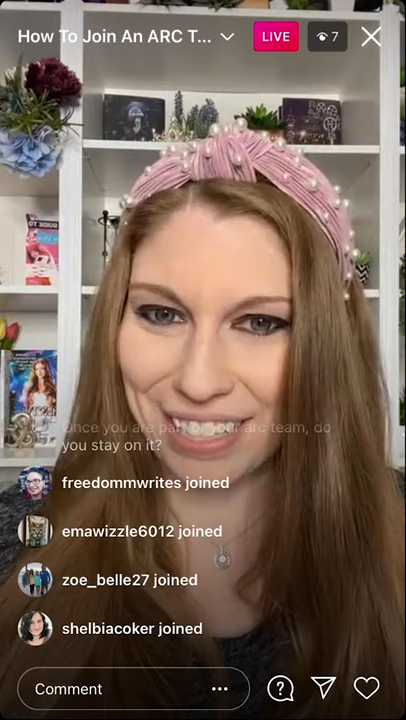 How To Join An ARC T...
LIVE
7
Once you are part of your arc team, do
you stay on it?
freedommwrites joined
emawizzle6012 joined
zoe_belle27 joined
shelbiacoker joined
Comment